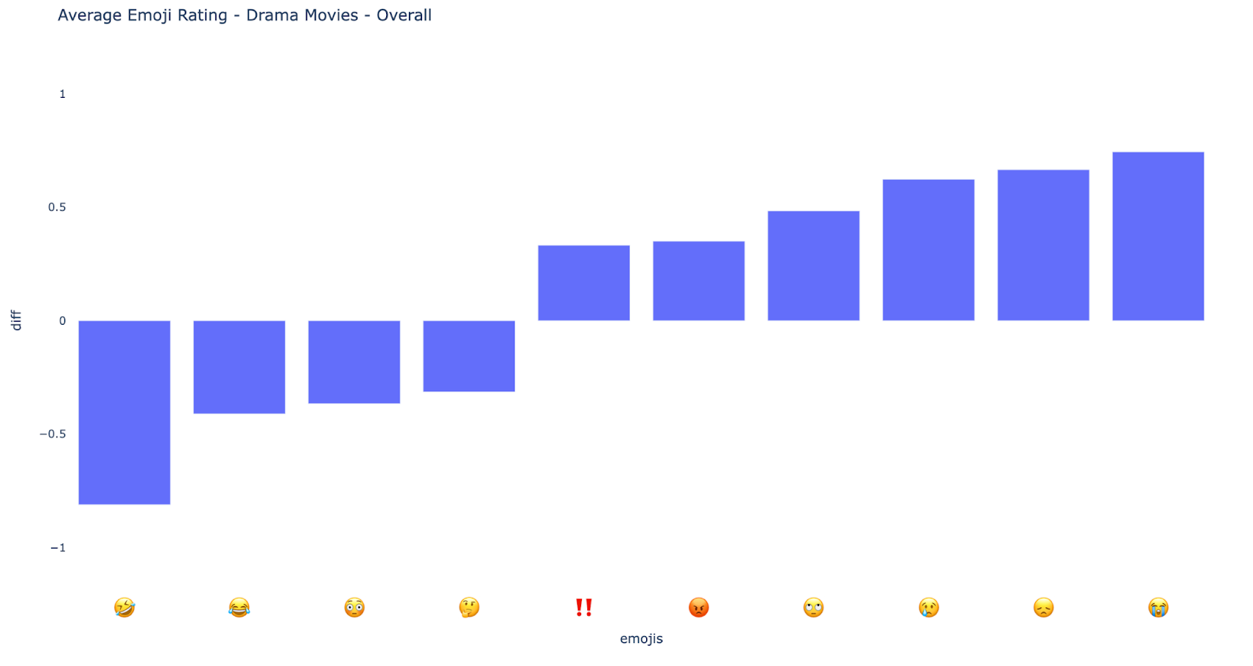 Average Emoji Rating - Drama Movies - Overall
1
0.5
0
−0.5
−1
diff
🤣 😂 😳 🤔 ‼️ 😡 🙄 😢 😞 😭
emojis